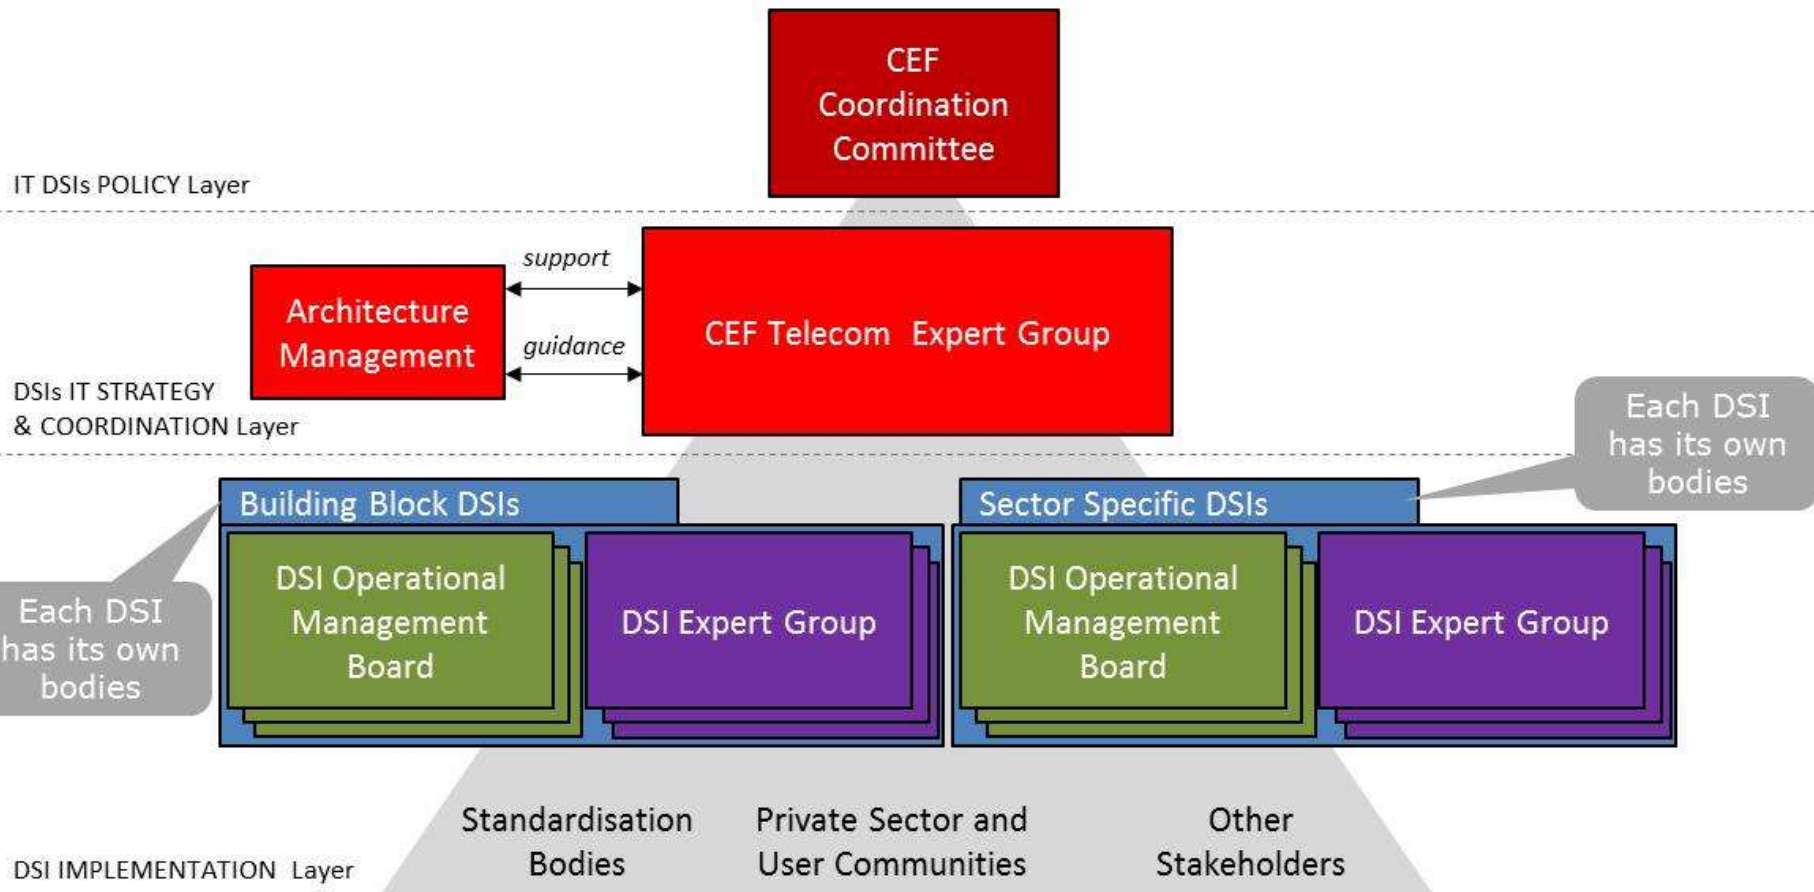 CEF
Coordination
Committee
IT DSIs POLICY Layer
support
Architecture
Management
guidance
CEF Telecom Expert Group
DSIs IT STRATEGY
& COORDINATION Layer
Each DSI
has its own
bodies
Building Block DSIs
Sector Specific DSIs
DSI Operational
Management
Board
DSI Expert Group
DSI Operational
Management
Board
DSI Expert Group
Each DSI
has its own
bodies
Standardisation
Bodies
Private Sector and
User Communities
Other
Stakeholders
DSI IMPLEMENTATION Layer